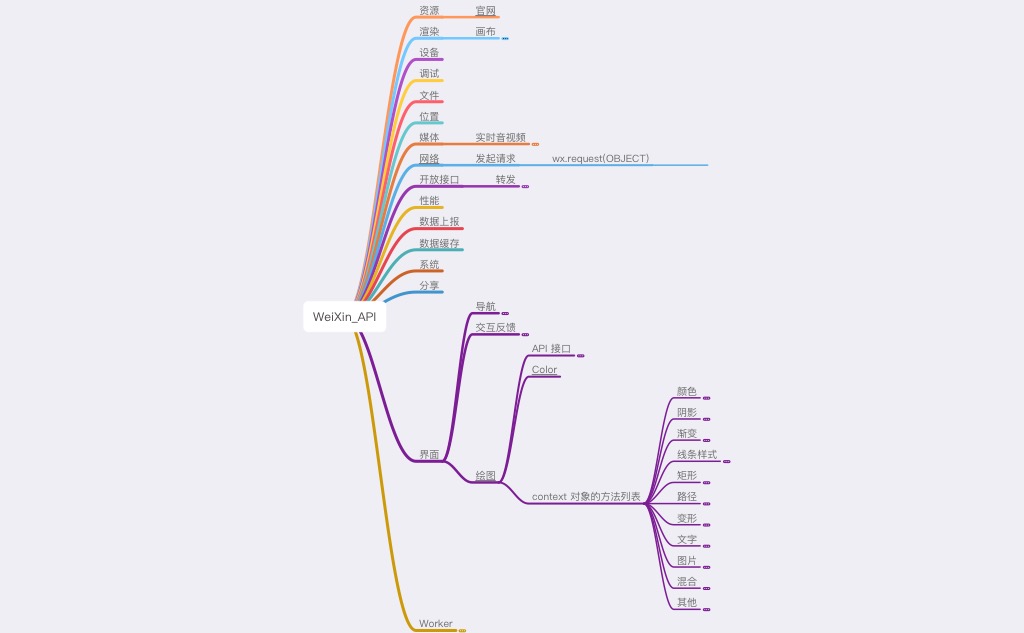 资源
官网
渲染
画布
设备
调试
文件
位置
媒体
实时音视频
网络
发起请求
wx.request(OBJECT)
开放接口
转发
性能
数据上报
数据缓存
系统
分享
WeiXin_API
导航
交互反馈
API 接口
Color
界面
绘图
context 对象的方法列表
颜色
阴影
渐变
线条样式
矩形
路径
变形
文字
图片
混合
其他
Worker